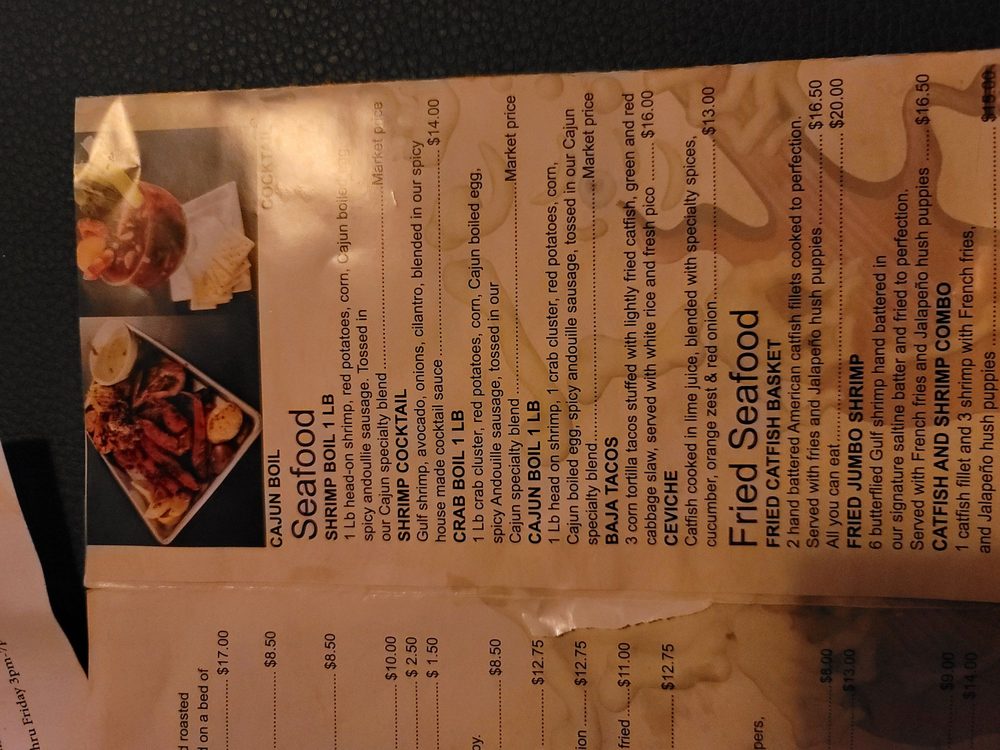 COCKTAIL
CAJUN BOIL
Seafood
SHRIMP BOIL 1 LB
1 Lb head-on shrimp, red potatoes, corn, Cajun boiled egg,
spicy andouille sausage. Tossed in
our Cajun specialty blend Market price
SHRIMP COCKTAIL
Gulf shrimp, avocado, onions, cilantro, blended in our spicy
house made cocktail sauce $14.00
CRAB BOIL 1 LB
1 Lb crab cluster, red potatoes, corn, Cajun boiled egg,
spicy Andouille sausage, tossed in our
Cajun specialty blend Market price
CAJUN BOIL 1 LB
1 Lb head on shrimp, 1 crab cluster, red potatoes, corn,
Cajun boiled egg, spicy andouille sausage, tossed in our Cajun
specialty blend Market price
BAJA TACOS
3 corn tortilla tacos stuffed with lightly fried catfish, green and red
cabbage slaw, served with white rice and fresh pico $16.00
CEVICHE
Catfish cooked in lime juice, blended with specialty spices,
cucumber, orange zest & red onion $13.00
Fried Seafood
FRIED CATFISH BASKET
2 hand battered American catfish fillets cooked to perfection.
Served with fries and Jalapeño hush puppies $16.50
All you can eat $20.00
FRIED JUMBO SHRIMP
6 butterflied Gulf shrimp hand battered in
our signature saltine batter and fried to perfection.
Served with French fries and Jalapeño hush puppies $16.50
CATFISH AND SHRIMP COMBO
1 catfish fillet and 3 shrimp with French fries,
and Jalapeño hush puppies $15.00
roasted
on a bed of
$17.00
$8.50
$8.50
$10.00
$ 2.50
$ 1.50
$8.50
$12.75
$12.75
fried $11.00
$12.75
$8.00
$13.00
$9.00
$14.00
Friday 3pm-7